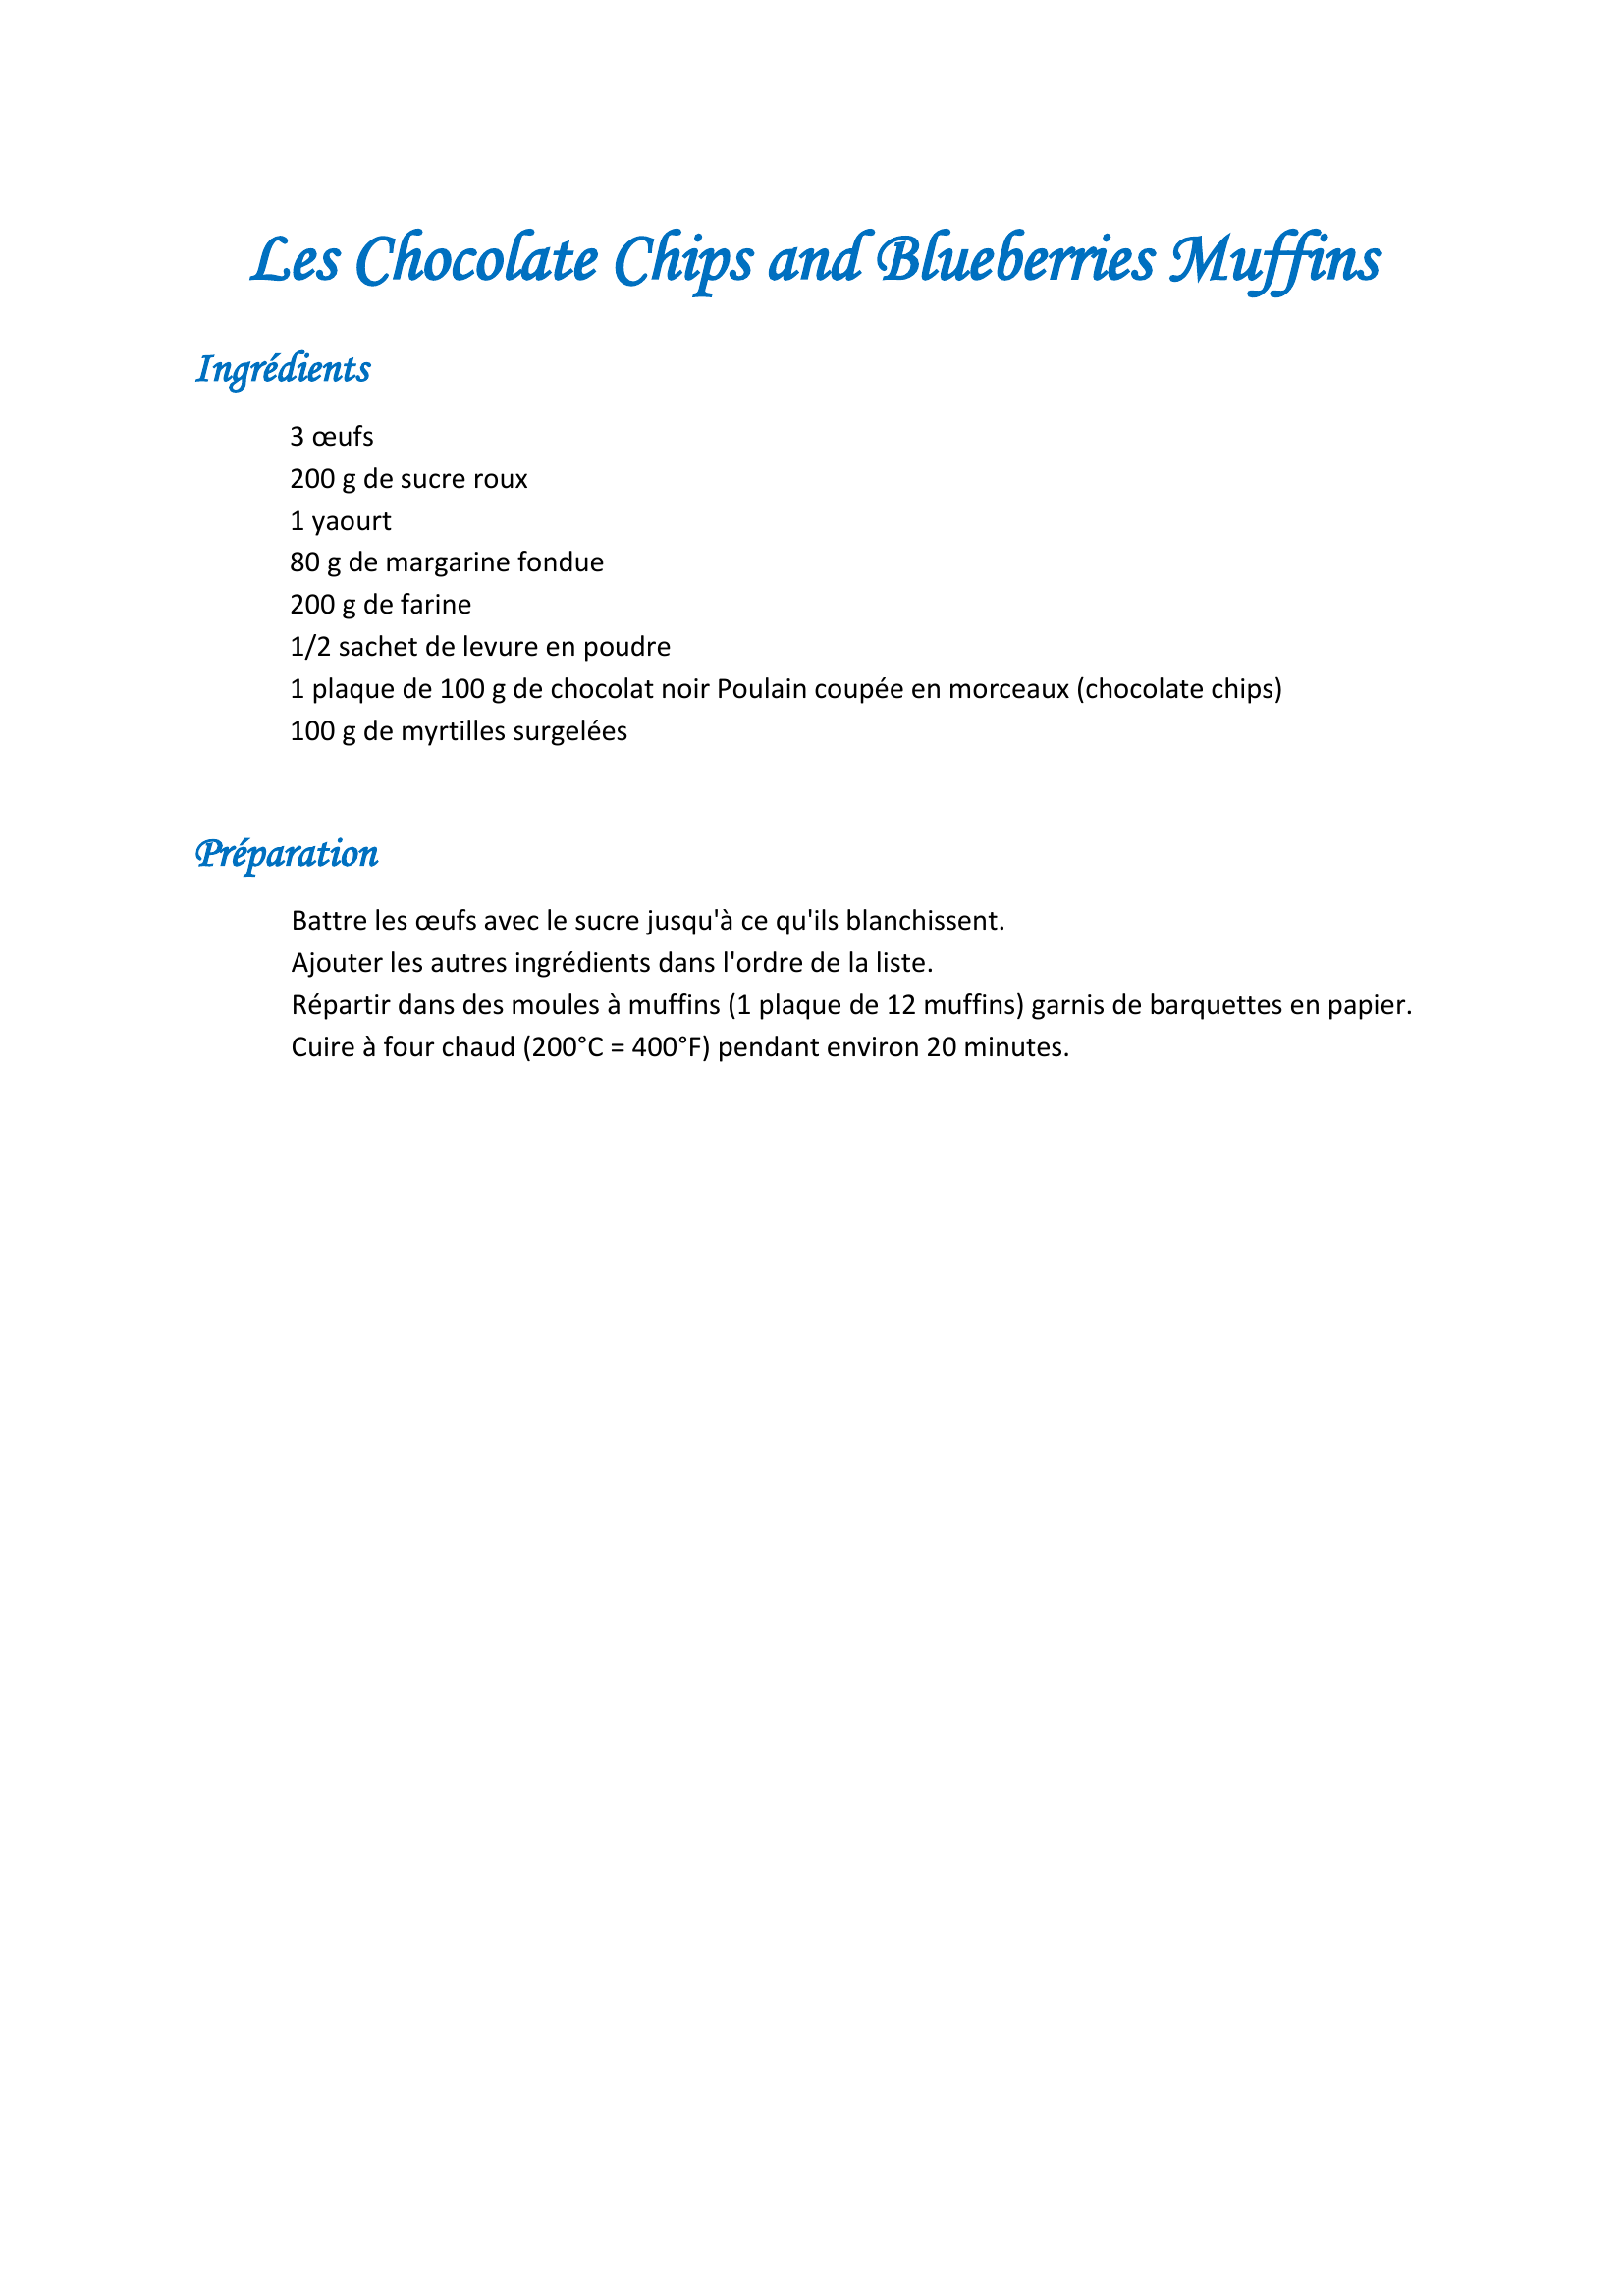 Les Chocolate Chips and Blueberries Muffins
Ingrédients
3 œufs
200 g de sucre roux
1 yaourt
80 g de margarine fondue
200 g de farine
1/2 sachet de levure en poudre
1 plaque de 100 g de chocolat noir Poulain coupée en morceaux (chocolate chips)
100 g de myrtilles surgelées
Préparation
Battre les œufs avec le sucre jusqu'à ce qu'ils blanchissent.
Ajouter les autres ingrédients dans l'ordre de la liste.
Répartir dans des moules à muffins (1 plaque de 12 muffins) garnis de barquettes en papier.
Cuire à four chaud (200°C = 400°F) pendant environ 20 minutes.